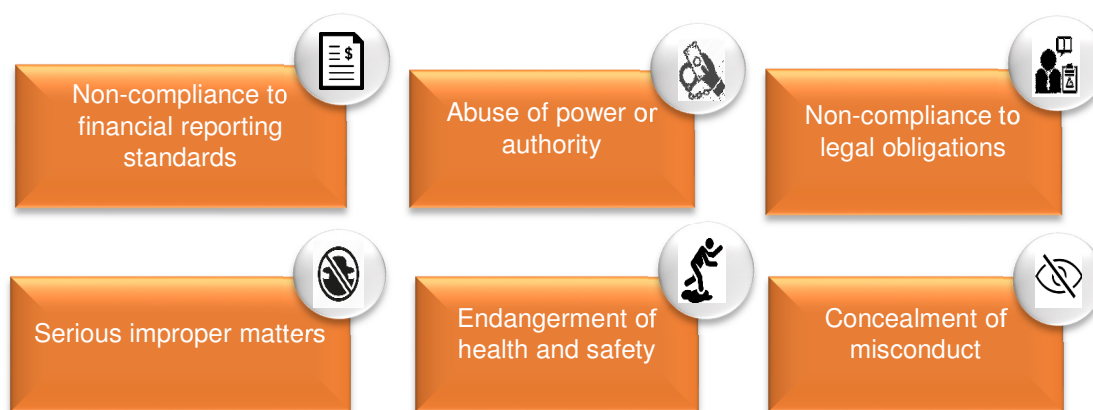 Non-compliance to
financial reporting
standards
Abuse of power or
authority
Non-compliance to
legal obligations
Serious improper matters
Endangerment of
health and safety
Concealment of
misconduct